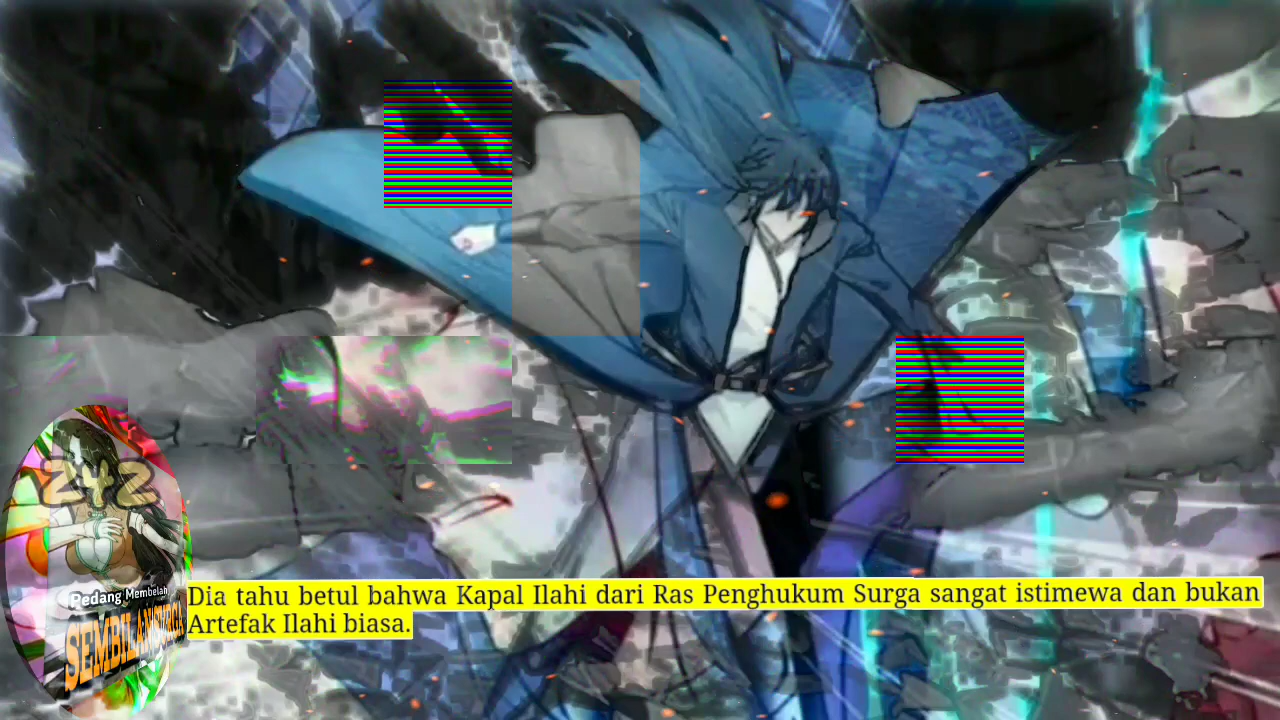 242
Pedang Membelah
SEMBILAN SURGA
Dia tahu betul bahwa Kapal Ilahi dari Ras Penghukum Surga sangat istimewa dan bukan
Artefak Ilahi biasa.